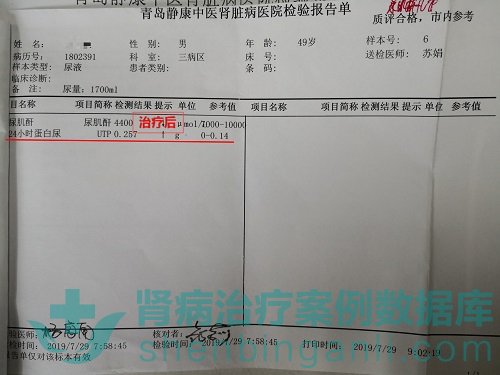 青岛静康中医肾脏病医院检验报告单
质评合格，市内参考
姓 名： 性 别： 男 年 龄： 49岁 样本号： 6
病历号： 1802391 科 室： 三病区 床 号： 送检医师： 苏娟
样本类型： 尿液 患者类别： 条 码：
临床诊断：
备 注： 尿量：1700ml
项目名称 项目简称 检测结果 提示 单位 参考值 项目名称 项目简称 检测结果 提示 单位 参考值
尿肌酐 尿肌酐 4400 治疗后 μmol/ 7000-10000
24小时蛋白尿 UTP 0.257 g 0-0.14
肾病治疗案例数据库
检验医师： 核对者：
时间： 2019/7/29 7:58:45 时间： 2019/7/29 7:58:45 打印时间： 2019/7/29 9:02:19
报告单仅对该标本有效